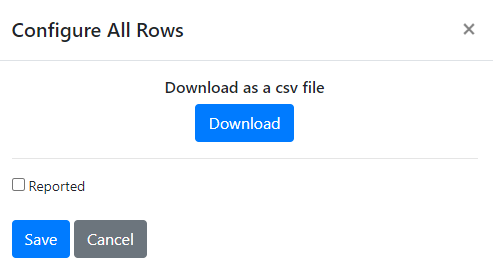 Configure All Rows ×
Download as a csv file
Download
Reported
Save Cancel